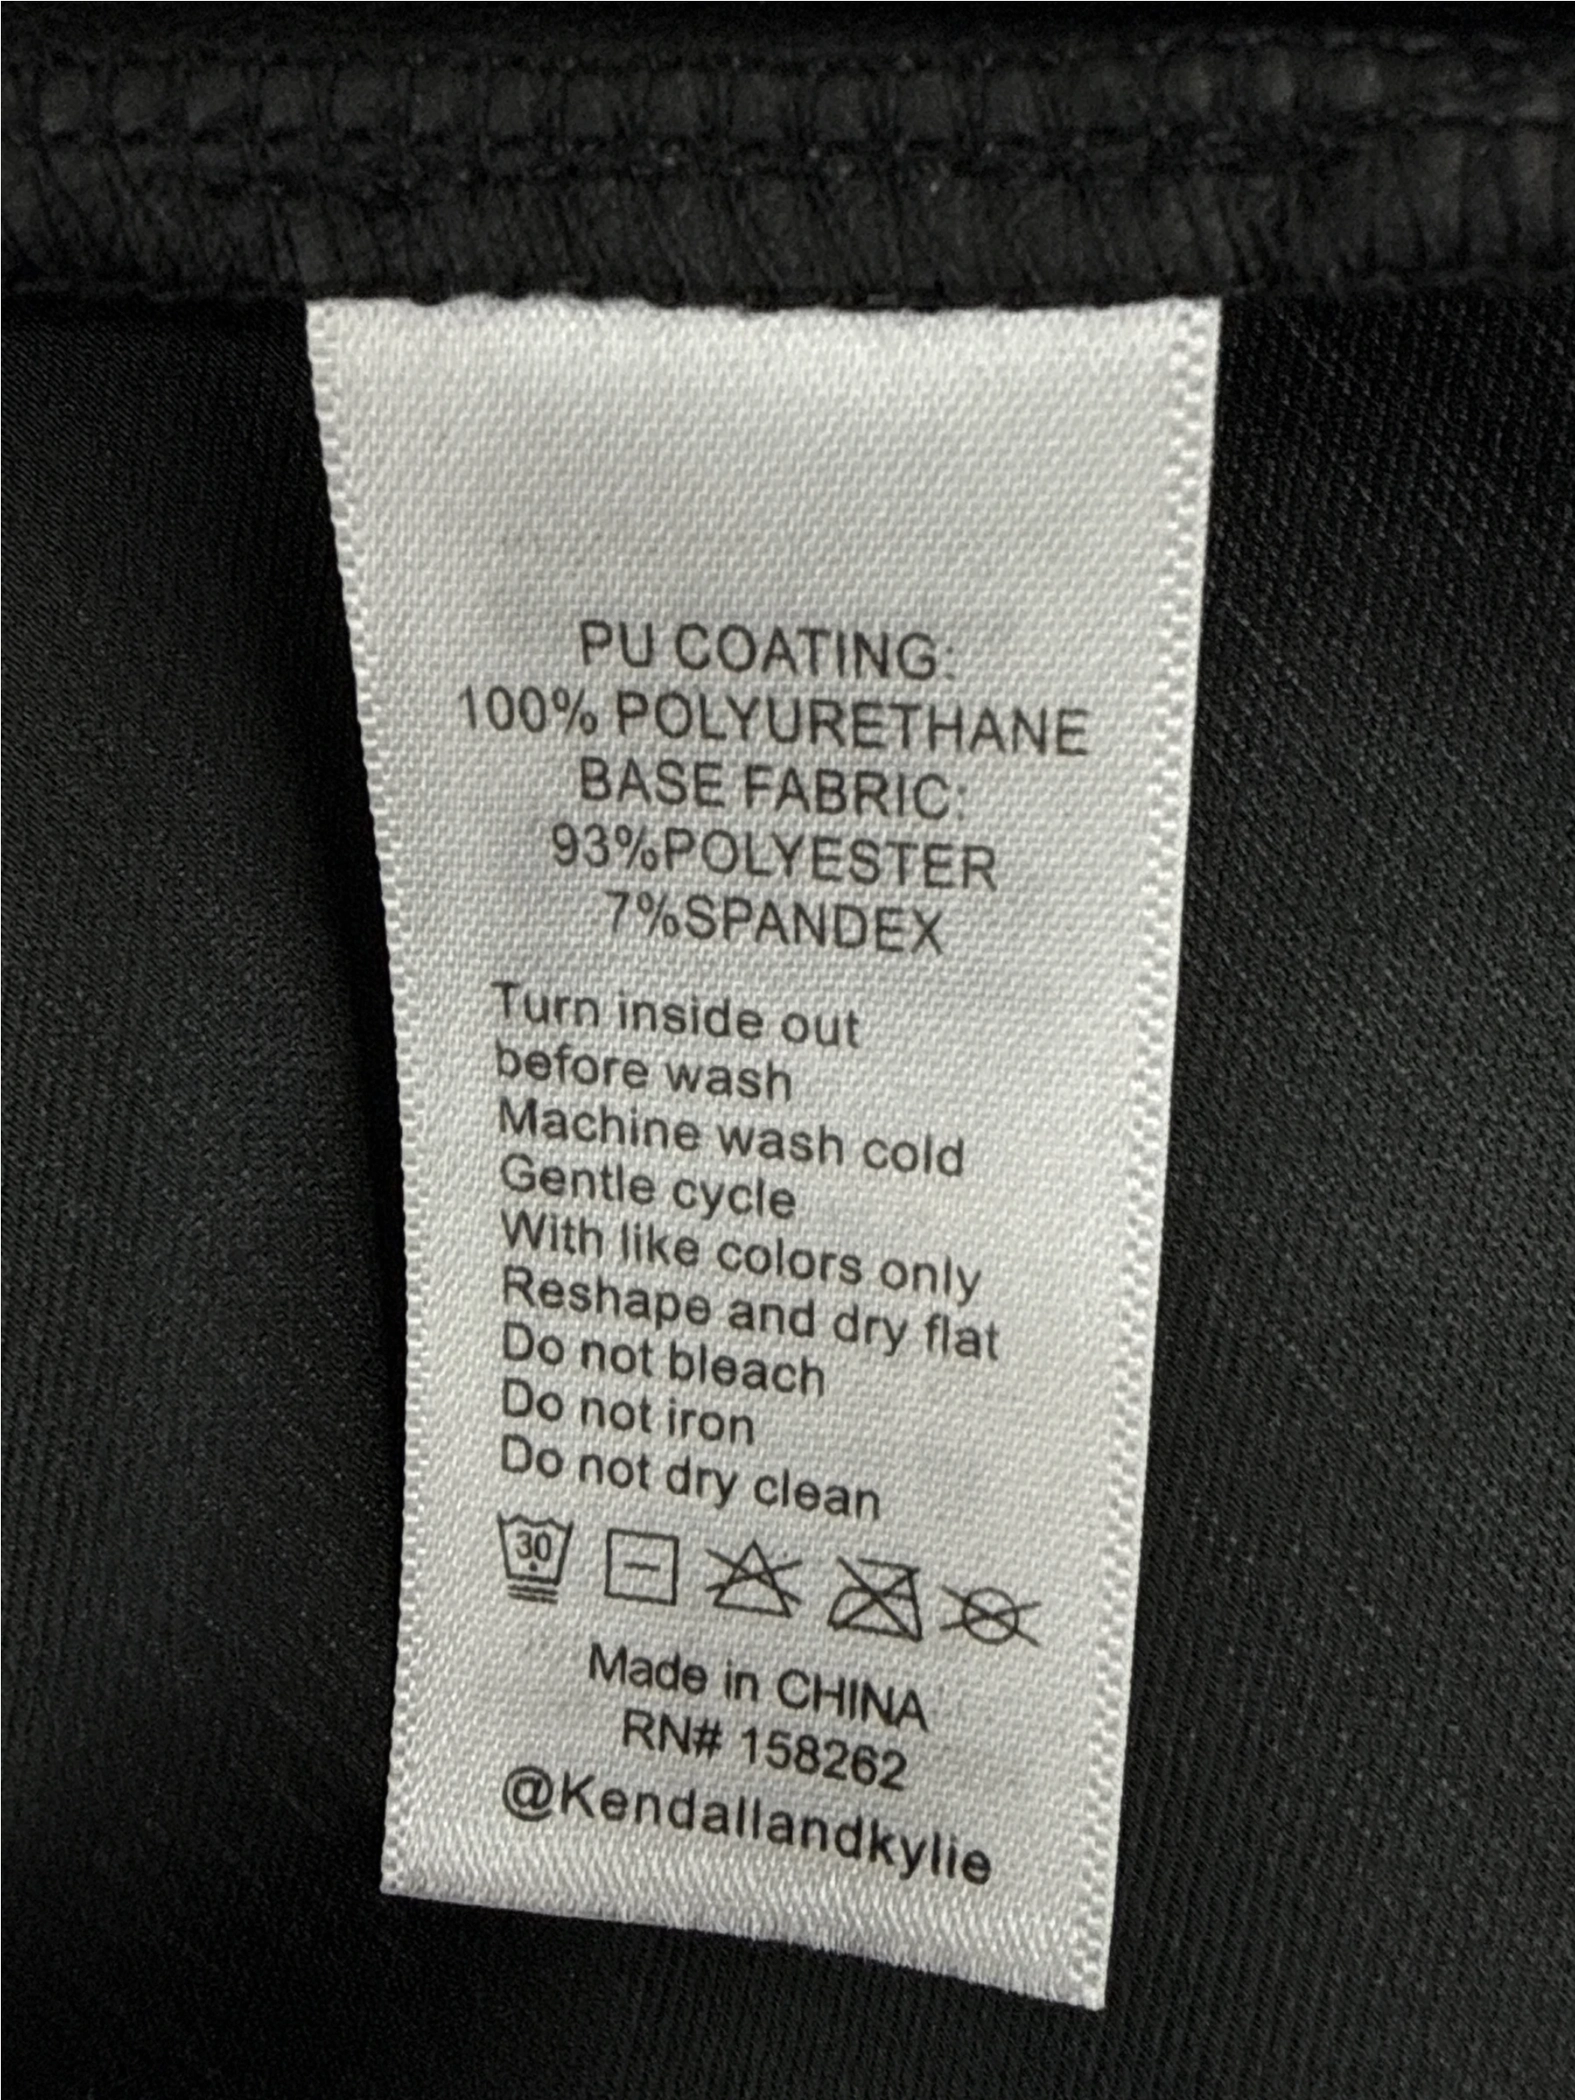 PU COATING:
100% POLYURETHANE
BASE FABRIC:
93%POLYESTER
7%SPANDEX
Turn inside out
before wash
Machine wash cold
Gentle cycle
With like colors only
Reshape and dry flat
Do not bleach
Do not iron
Do not dry clean
30
Made in CHINA
RN# 158262
@Kendallandkylie